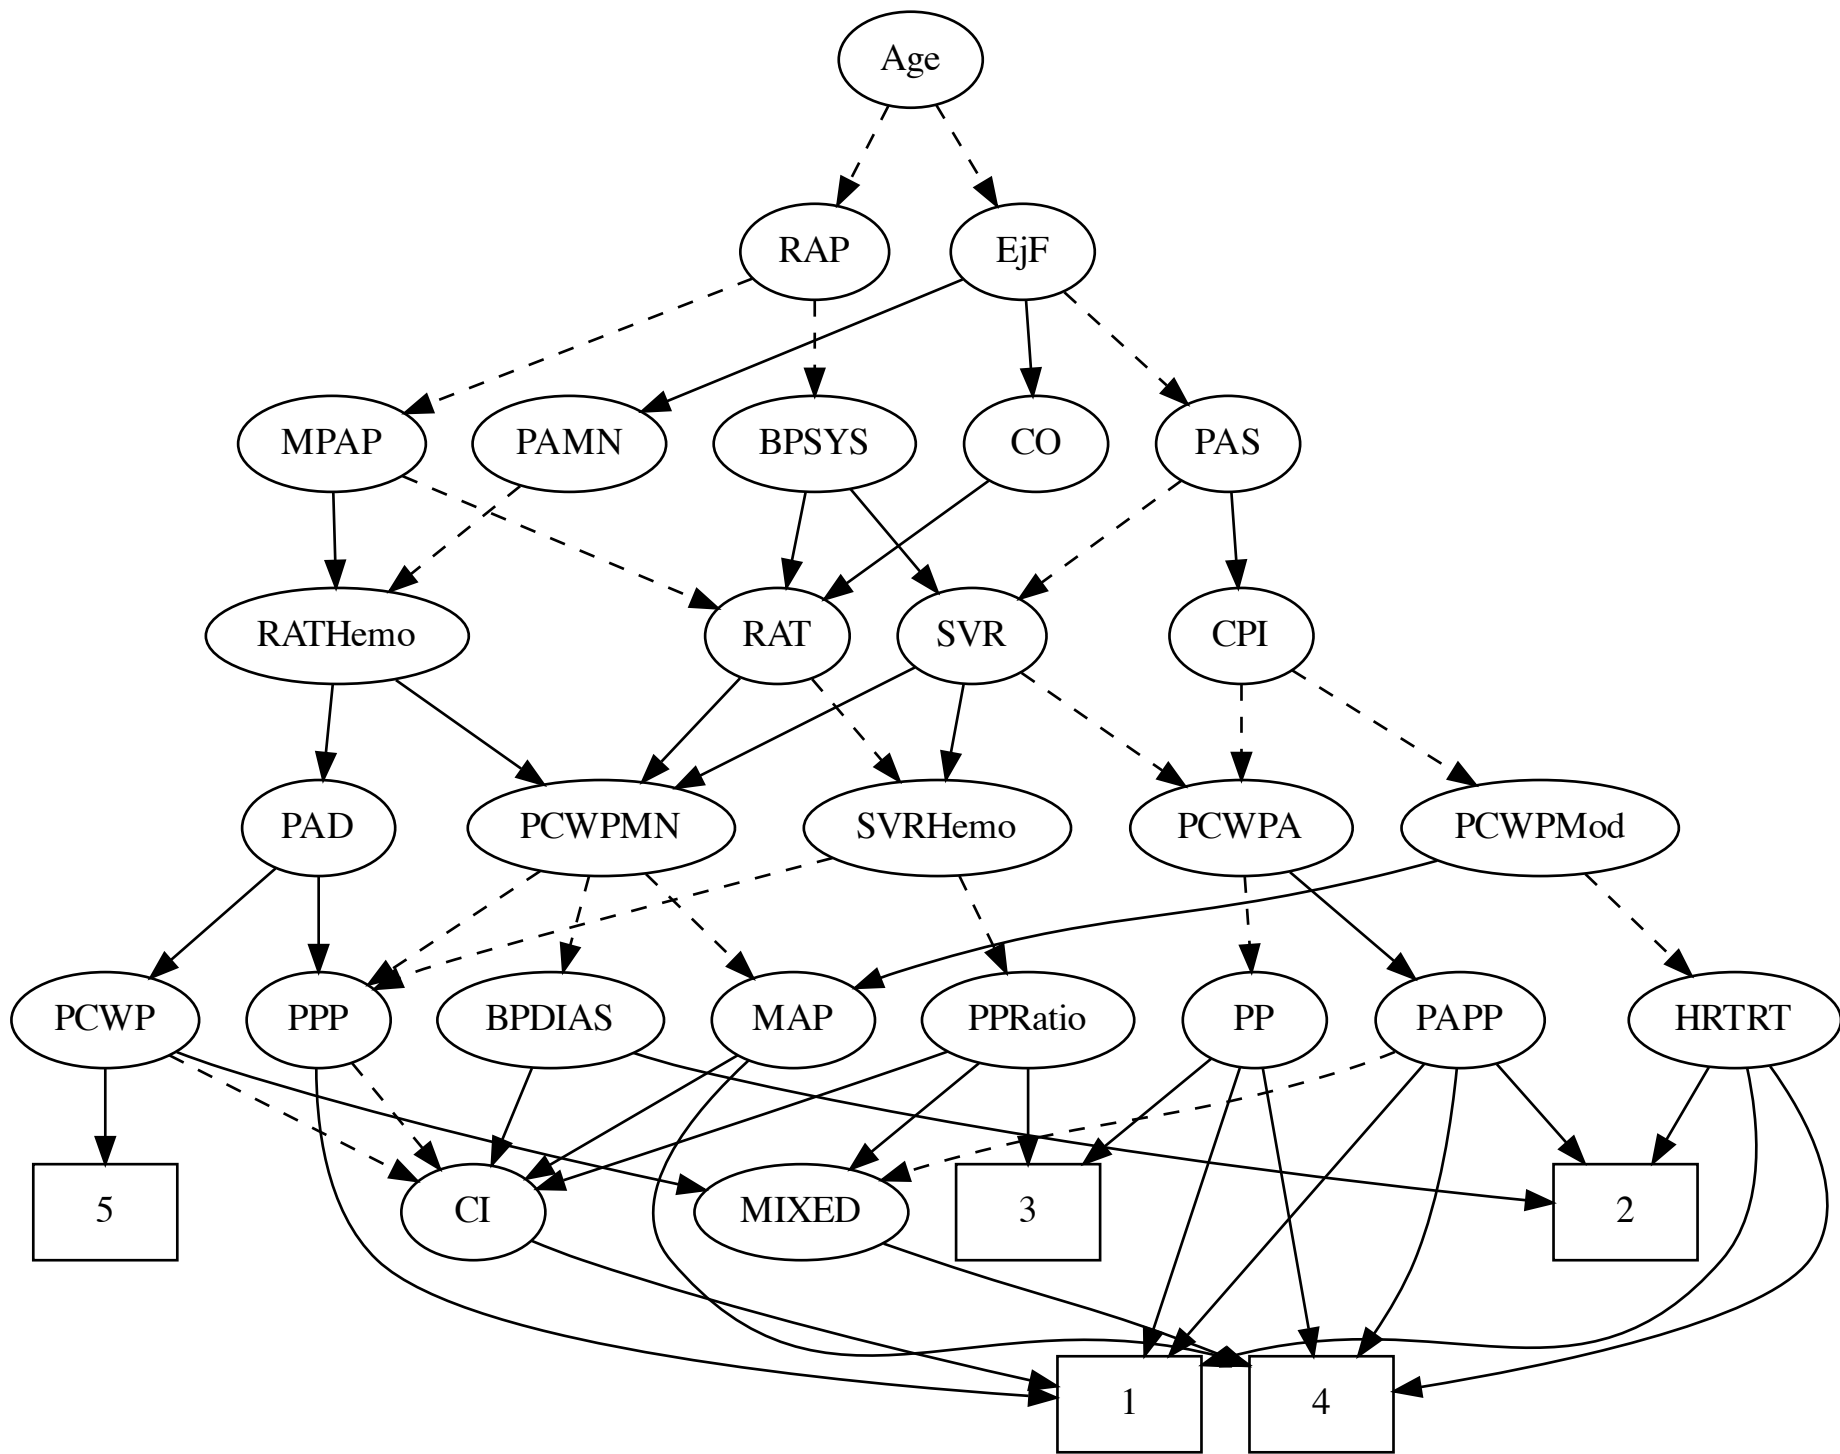 Age
RAP
EjF
MPAP
PAMN
BPSYS
CO
PAS
RATHemo
RAT
SVR
CPI
PAD
PCWPMN
SVRHemo
PCWPA
PCWPMod
PCWP
PPP
BPDIAS
MAP
PPRatio
PP
PAPP
HRTRT
5
CI
MIXED
3
2
1
4